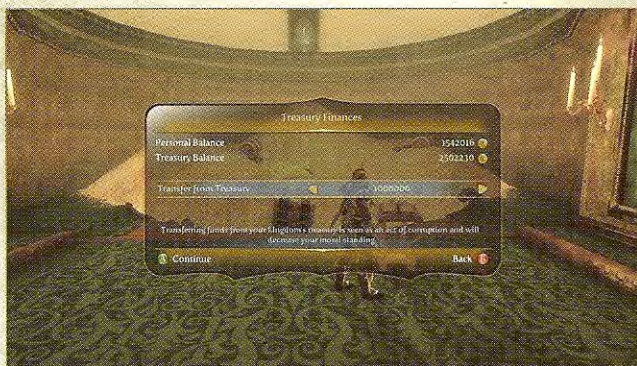 Treasury Finances
Personal Balance 1542016
Treasury Balance 2502230
Transfer from Treasury 1000000
Transferring funds from your kingdom's treasury is seen as an act of corruption and will
decrease your moral standing.
Continue Back